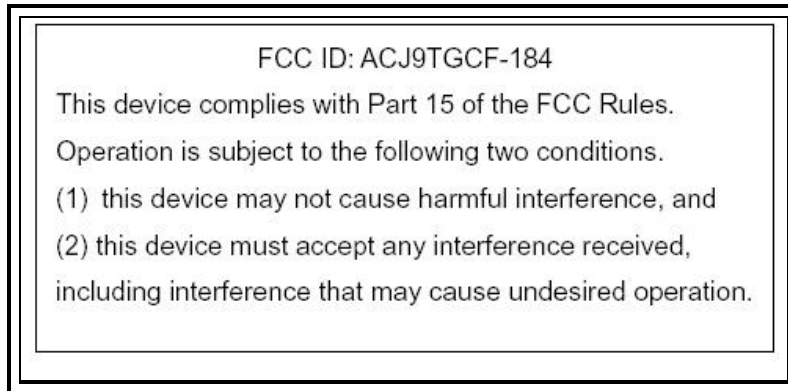 FCC ID: ACJ9TGCF-184
This device complies with Part 15 of the FCC Rules.
Operation is subject to the following two conditions.
(1) this device may not cause harmful interference, and
(2) this device must accept any interference received,
including interference that may cause undesired operation.